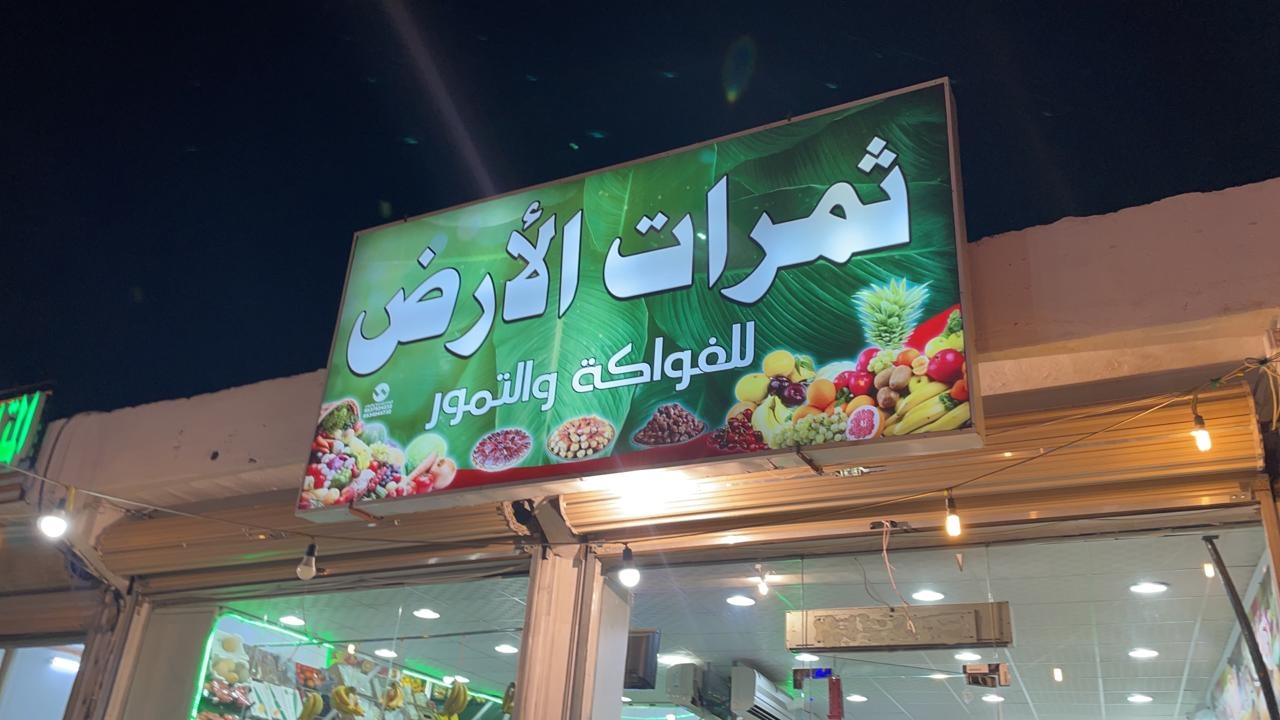 ثمرات الأرض
للفواكة والتمور